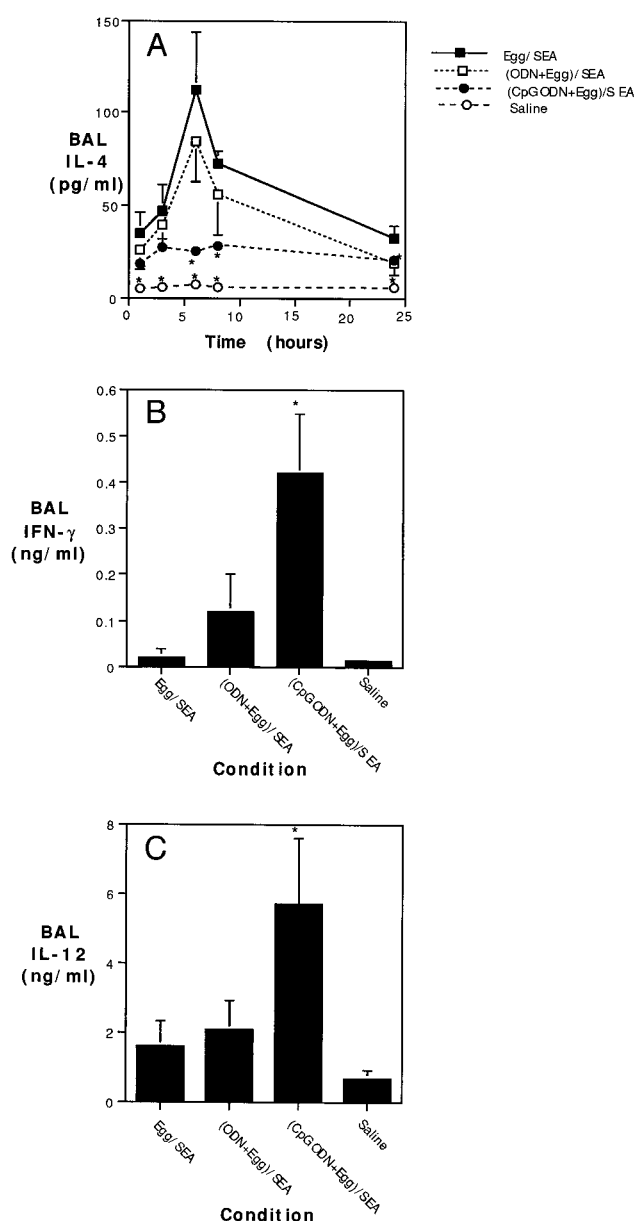 A
150
100
50
0
BAL
IL-4
(pg/ml)
0 5 10 15 20 25
Time (hours)
Egg/SEA
(ODN+Egg)/SEA
(CpGODN+Egg)/SEA
Saline
* * * * *
* * *
B
0.6
0.5
0.4
0.3
0.2
0.1
0
BAL
IFN-γ
(ng/ml)
*
Egg/SEA
(ODN+Egg)/SEA
(CpGODN+Egg)/SEA
Saline
Condition
C
8
6
4
2
0
BAL
IL-12
(ng/ml)
*
Egg/SEA
(ODN+Egg)/SEA
(CpGODN+Egg)/SEA
Saline
Condition